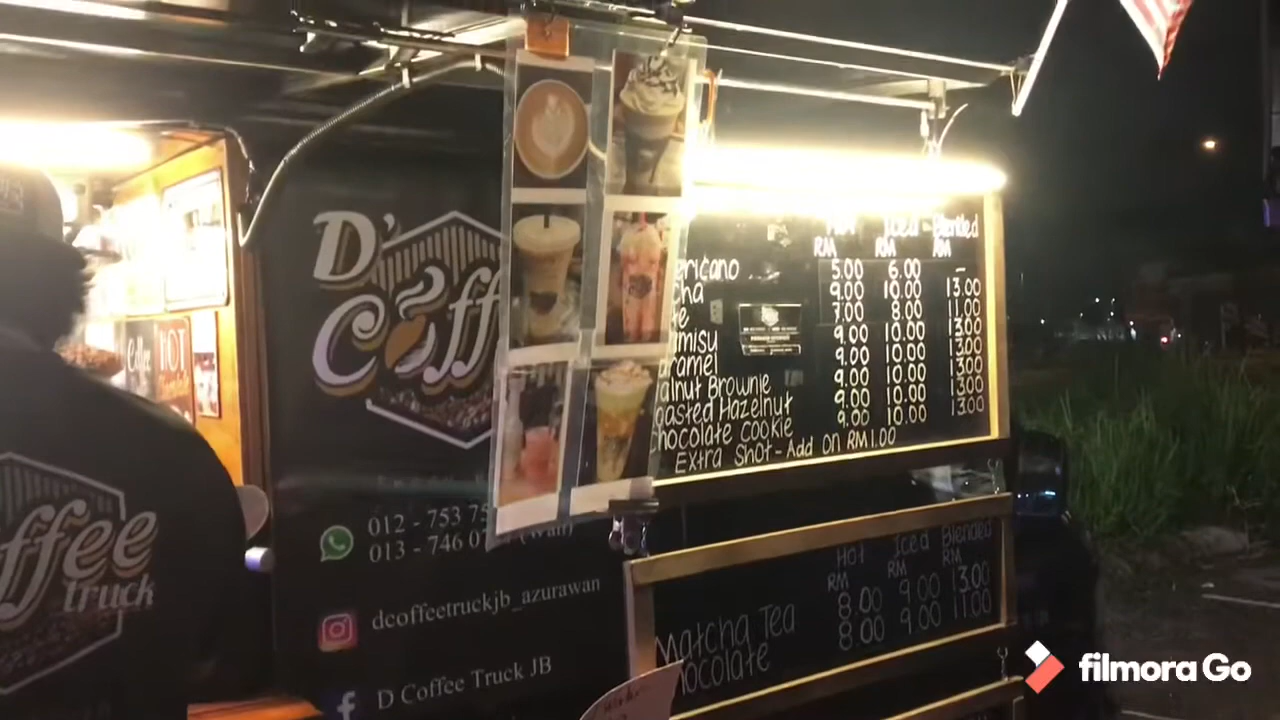 D'
Coff
012 - 753 75
013 - 746 0
dcoffeetruckjb_azurawan
D Coffee Truck JB
ffee
truck
Coffee
HOT
Hot Iced Blended
RM RM RM
ericano 5.00 6.00 –
cha 9.00 10.00 13.00
te 7.00 8.00 11.00
misu 9.00 10.00 13.00
aramel 9.00 10.00 13.00
alnut Brownie 9.00 10.00 13.00
oasted Hazelnut 9.00 10.00 13.00
chocolate cookie 9.00 10.00 13.00
Extra Shot - Add on RM1.00
Hot Iced Blended
RM RM RM
Matcha Tea 8.00 9.00 13.00
hocolate 8.00 9.00 11.00
filmora Go